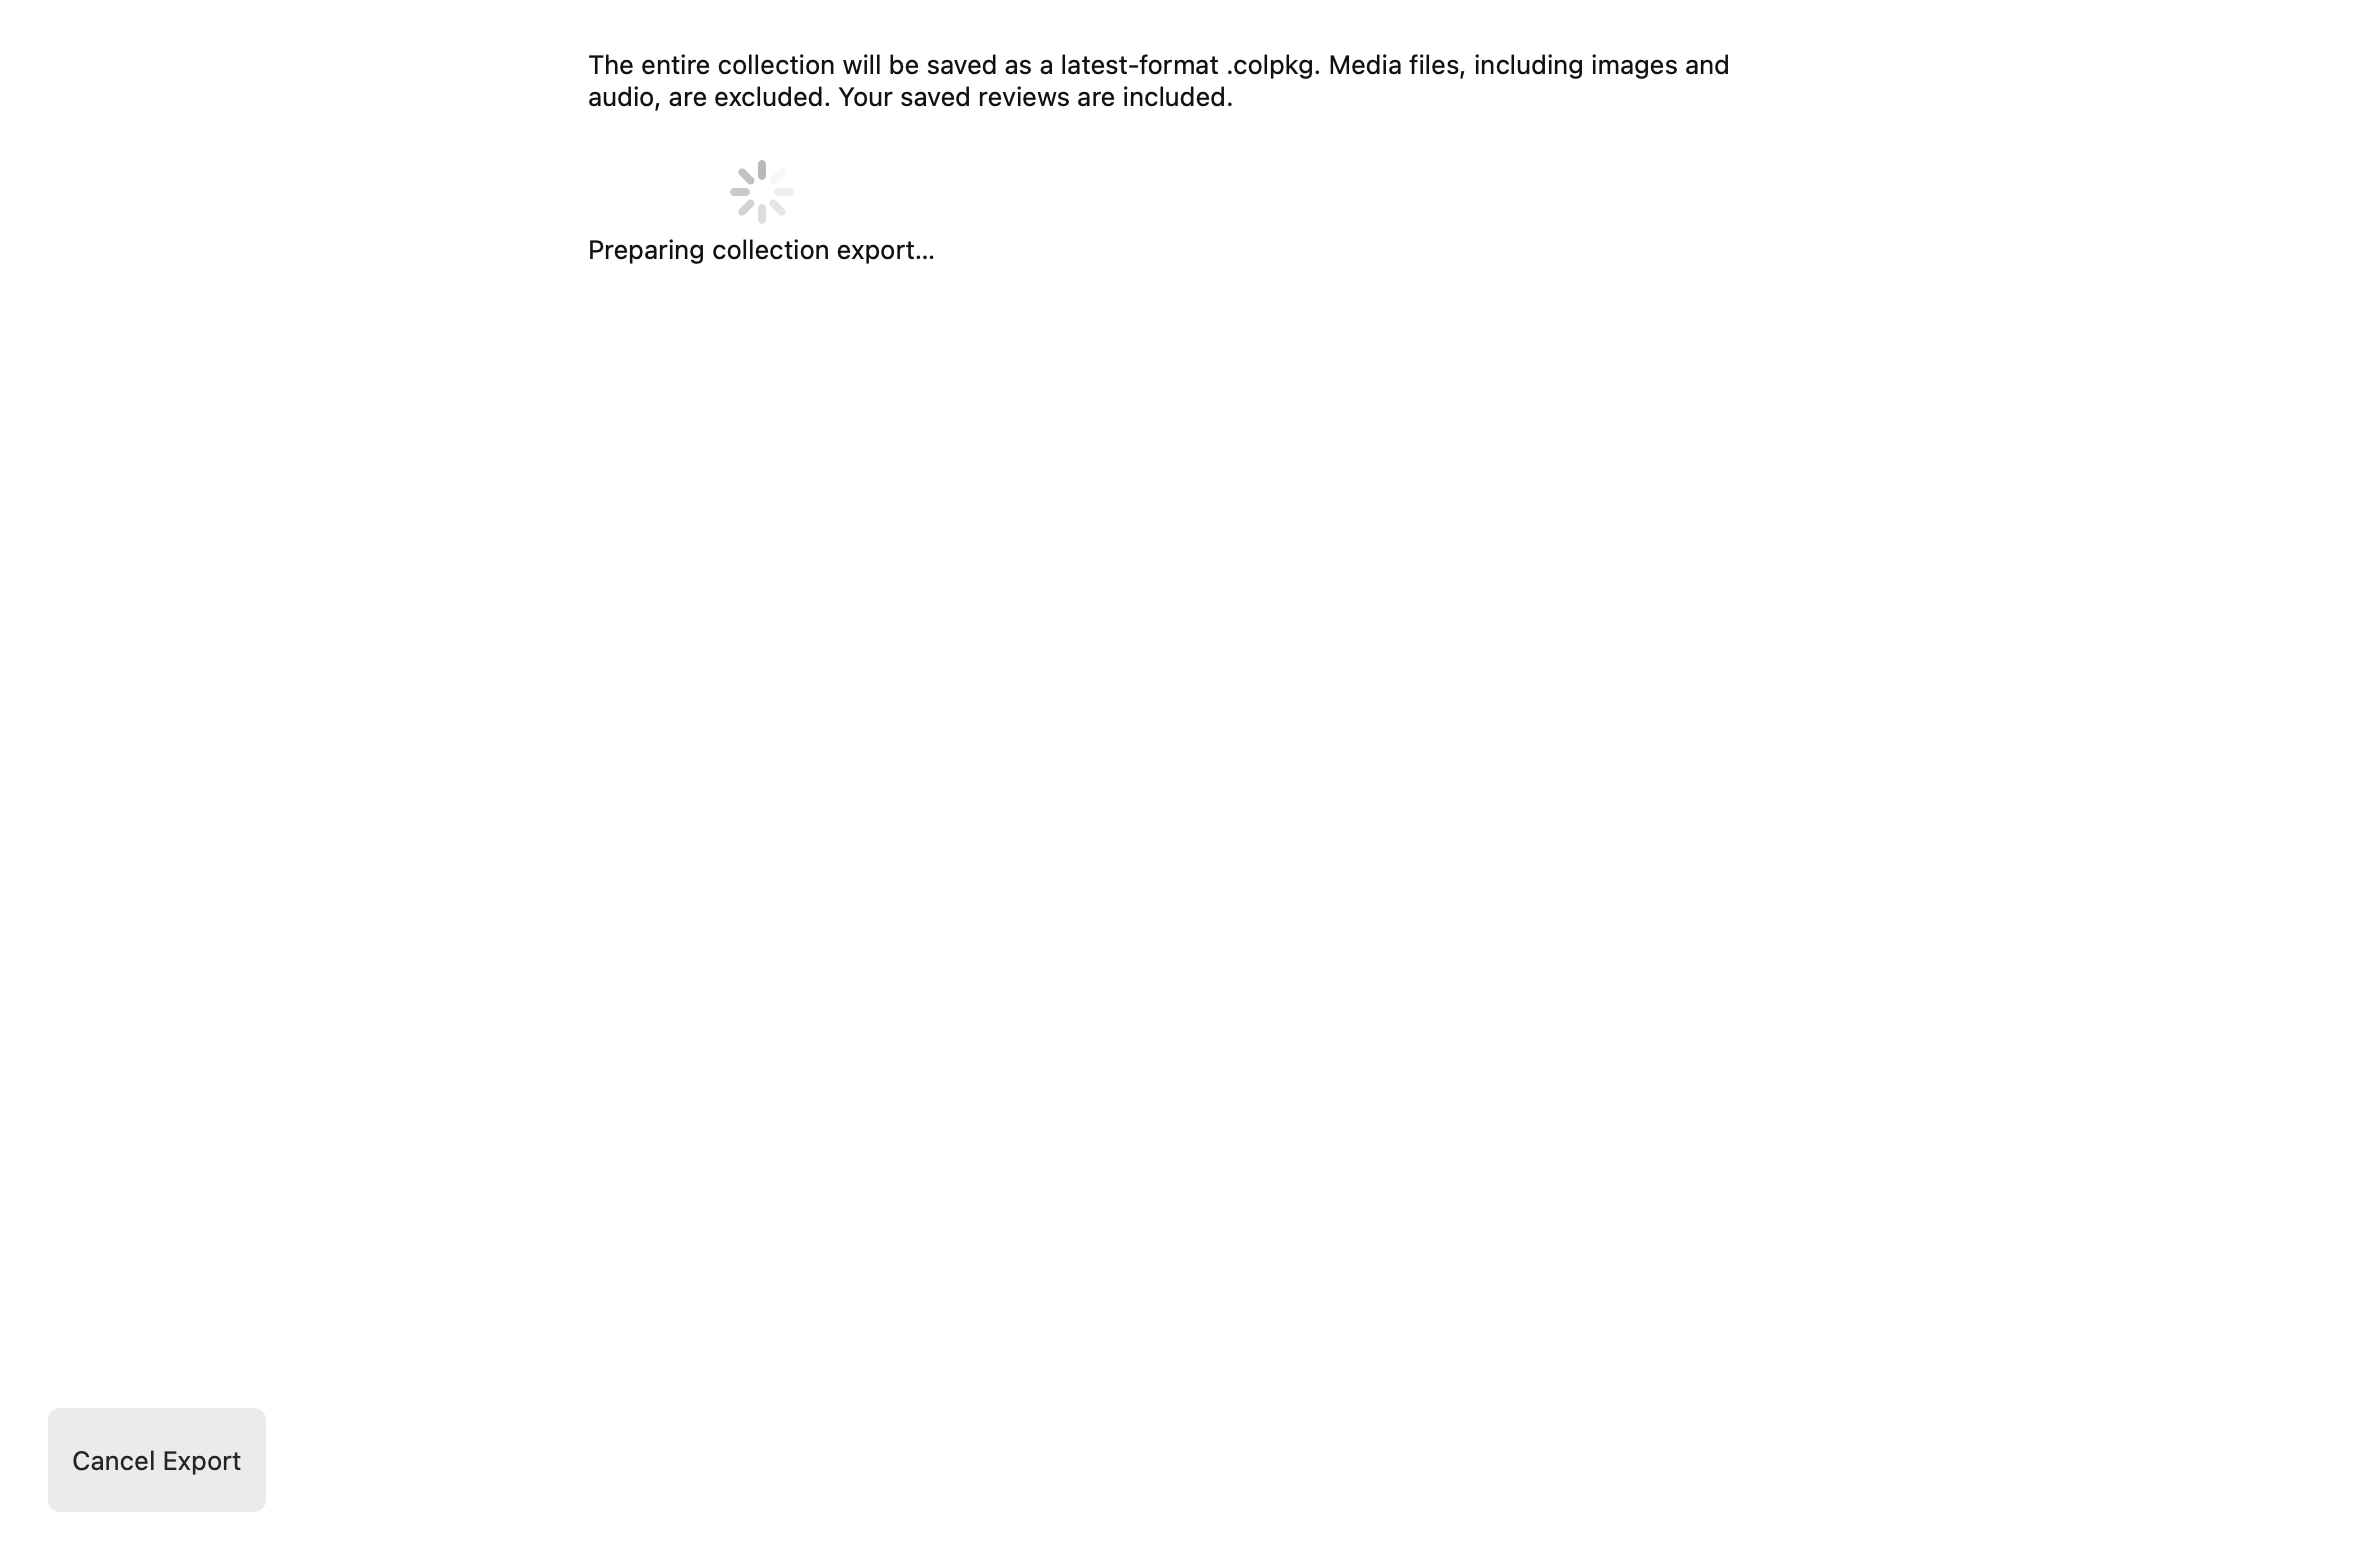 The entire collection will be saved as a latest-format .colpkg. Media files, including images and
audio, are excluded. Your saved reviews are included.
Preparing collection export...
Cancel Export